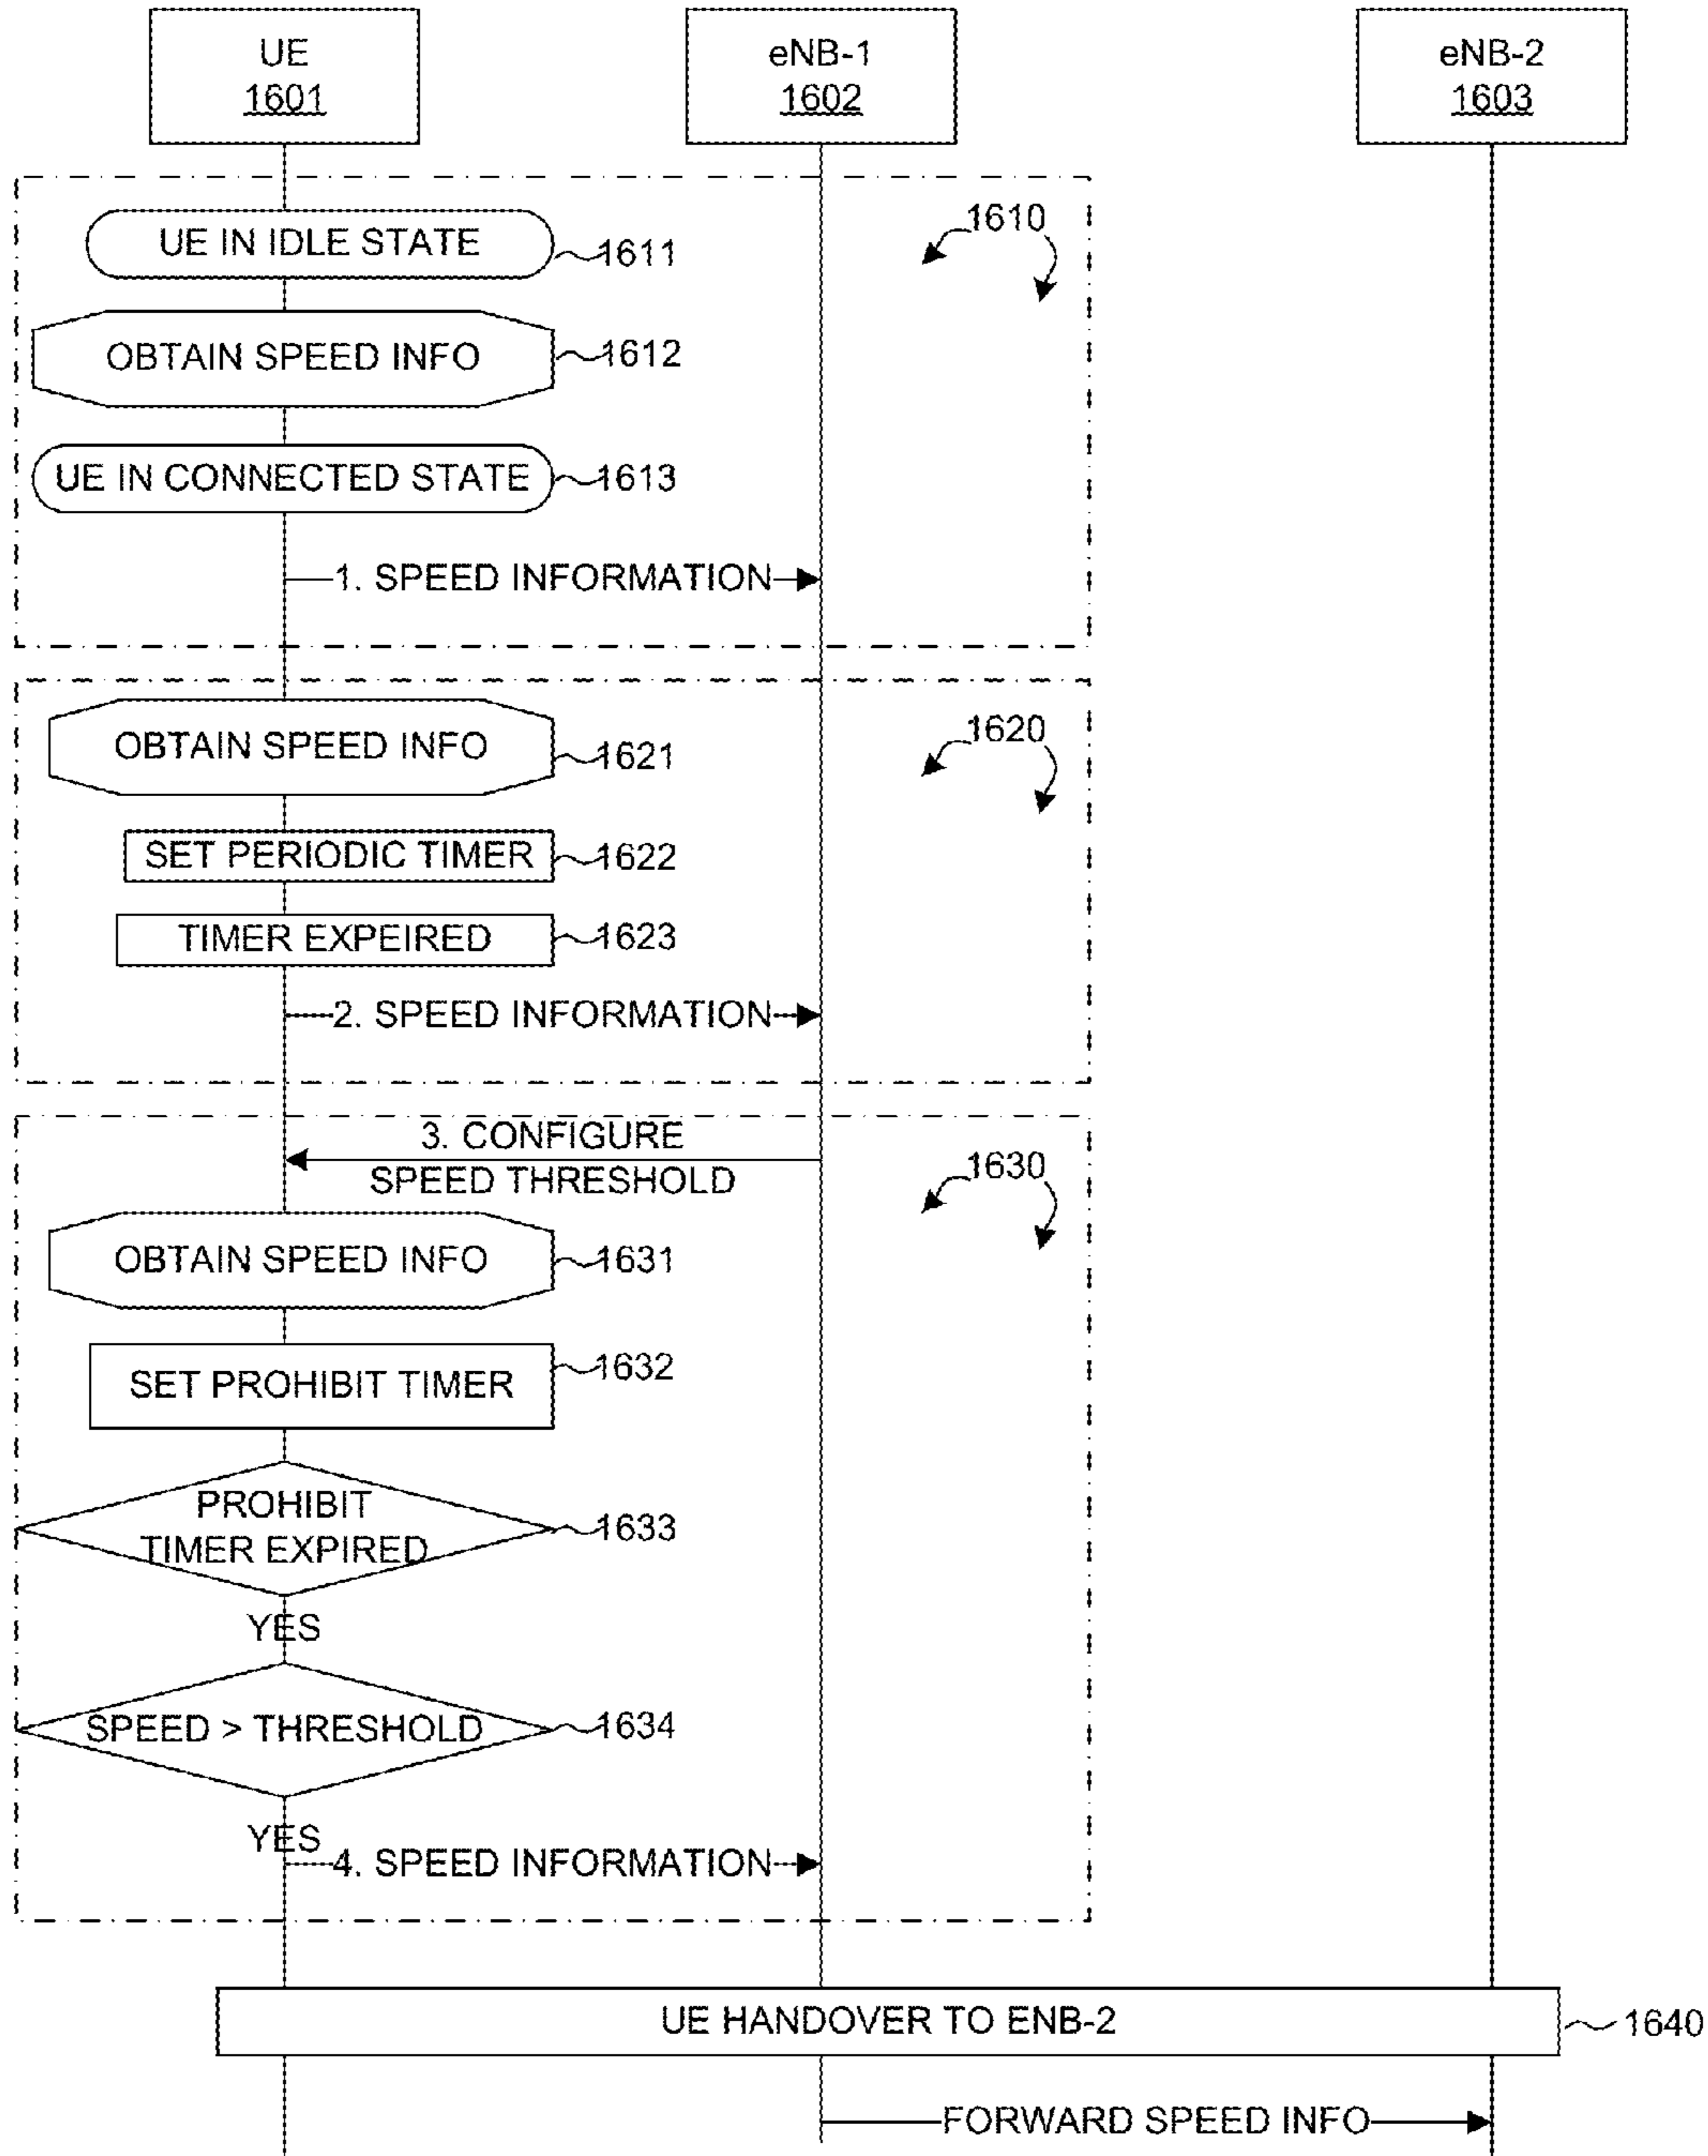 UE
1601
eNB-1
1602
eNB-2
1603
1610
UE IN IDLE STATE
1611
OBTAIN SPEED INFO
1612
UE IN CONNECTED STATE
1613
1. SPEED INFORMATION
OBTAIN SPEED INFO
1621
1620
SET PERIODIC TIMER
1622
TIMER EXPEIRED
1623
2. SPEED INFORMATION
3. CONFIGURE
SPEED THRESHOLD
1630
OBTAIN SPEED INFO
1631
SET PROHIBIT TIMER
1632
PROHIBIT
TIMER EXPIRED
1633
YES
SPEED > THRESHOLD
1634
YES
4. SPEED INFORMATION
UE HANDOVER TO ENB-2
1640
FORWARD SPEED INFO